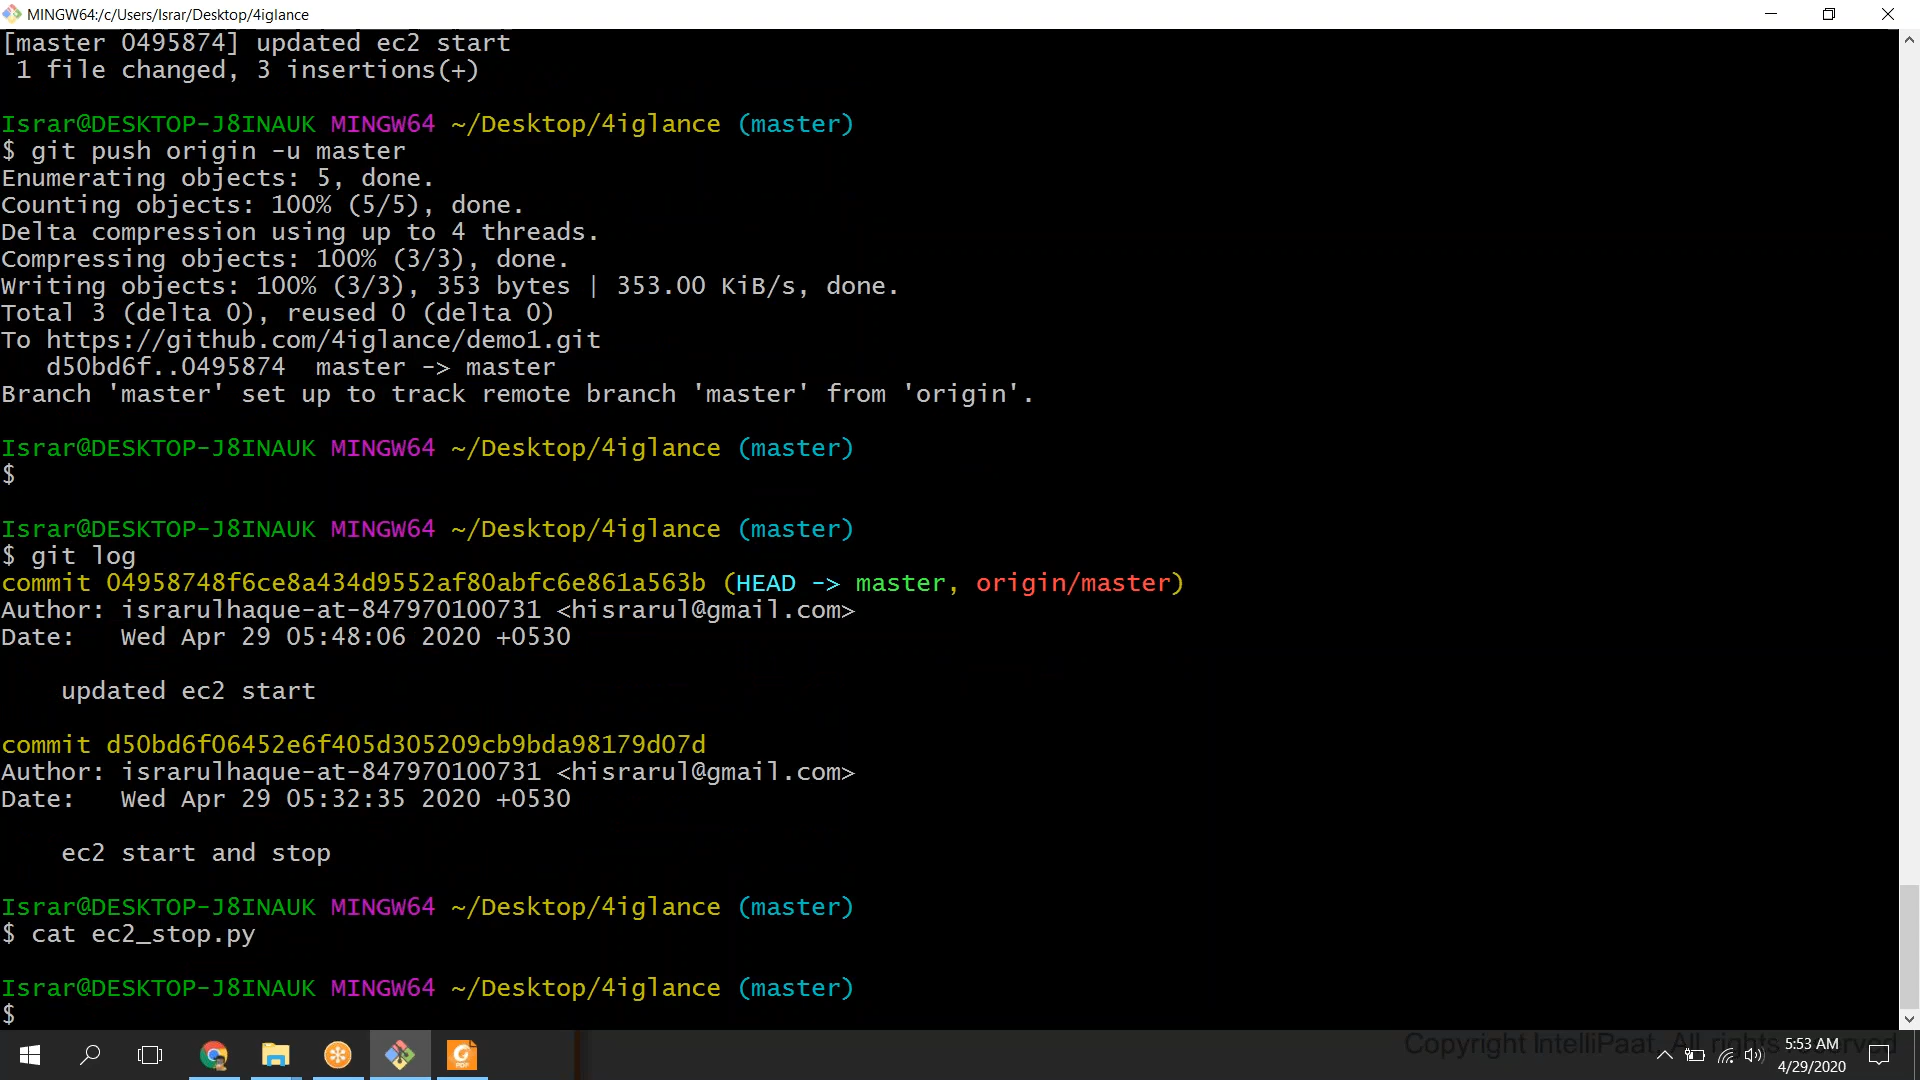 MINGW64:/c/Users/Israr/Desktop/4iglance
[master 0495874] updated ec2 start
 1 file changed, 3 insertions(+)
Israr@DESKTOP-J8INAUK MINGW64 ~/Desktop/4iglance (master)
$ git push origin -u master
Enumerating objects: 5, done.
Counting objects: 100% (5/5), done.
Delta compression using up to 4 threads.
Compressing objects: 100% (3/3), done.
Writing objects: 100% (3/3), 353 bytes | 353.00 KiB/s, done.
Total 3 (delta 0), reused 0 (delta 0)
To https://github.com/4iglance/demo1.git
   d50bd6f..0495874  master -> master
Branch 'master' set up to track remote branch 'master' from 'origin'.
Israr@DESKTOP-J8INAUK MINGW64 ~/Desktop/4iglance (master)
$
Israr@DESKTOP-J8INAUK MINGW64 ~/Desktop/4iglance (master)
$ git log
commit 04958748f6ce8a434d9552af80abfc6e861a563b (HEAD -> master, origin/master)
Author: israrulhaque-at-847970100731 <hisrarul@gmail.com>
Date:   Wed Apr 29 05:48:06 2020 +0530
    updated ec2 start
commit d50bd6f06452e6f405d305209cb9bda98179d07d
Author: israrulhaque-at-847970100731 <hisrarul@gmail.com>
Date:   Wed Apr 29 05:32:35 2020 +0530
    ec2 start and stop
Israr@DESKTOP-J8INAUK MINGW64 ~/Desktop/4iglance (master)
$ cat ec2_stop.py
Israr@DESKTOP-J8INAUK MINGW64 ~/Desktop/4iglance (master)
$
Copyright IntelliPaat. All rights reserved
5:53 AM
4/29/2020